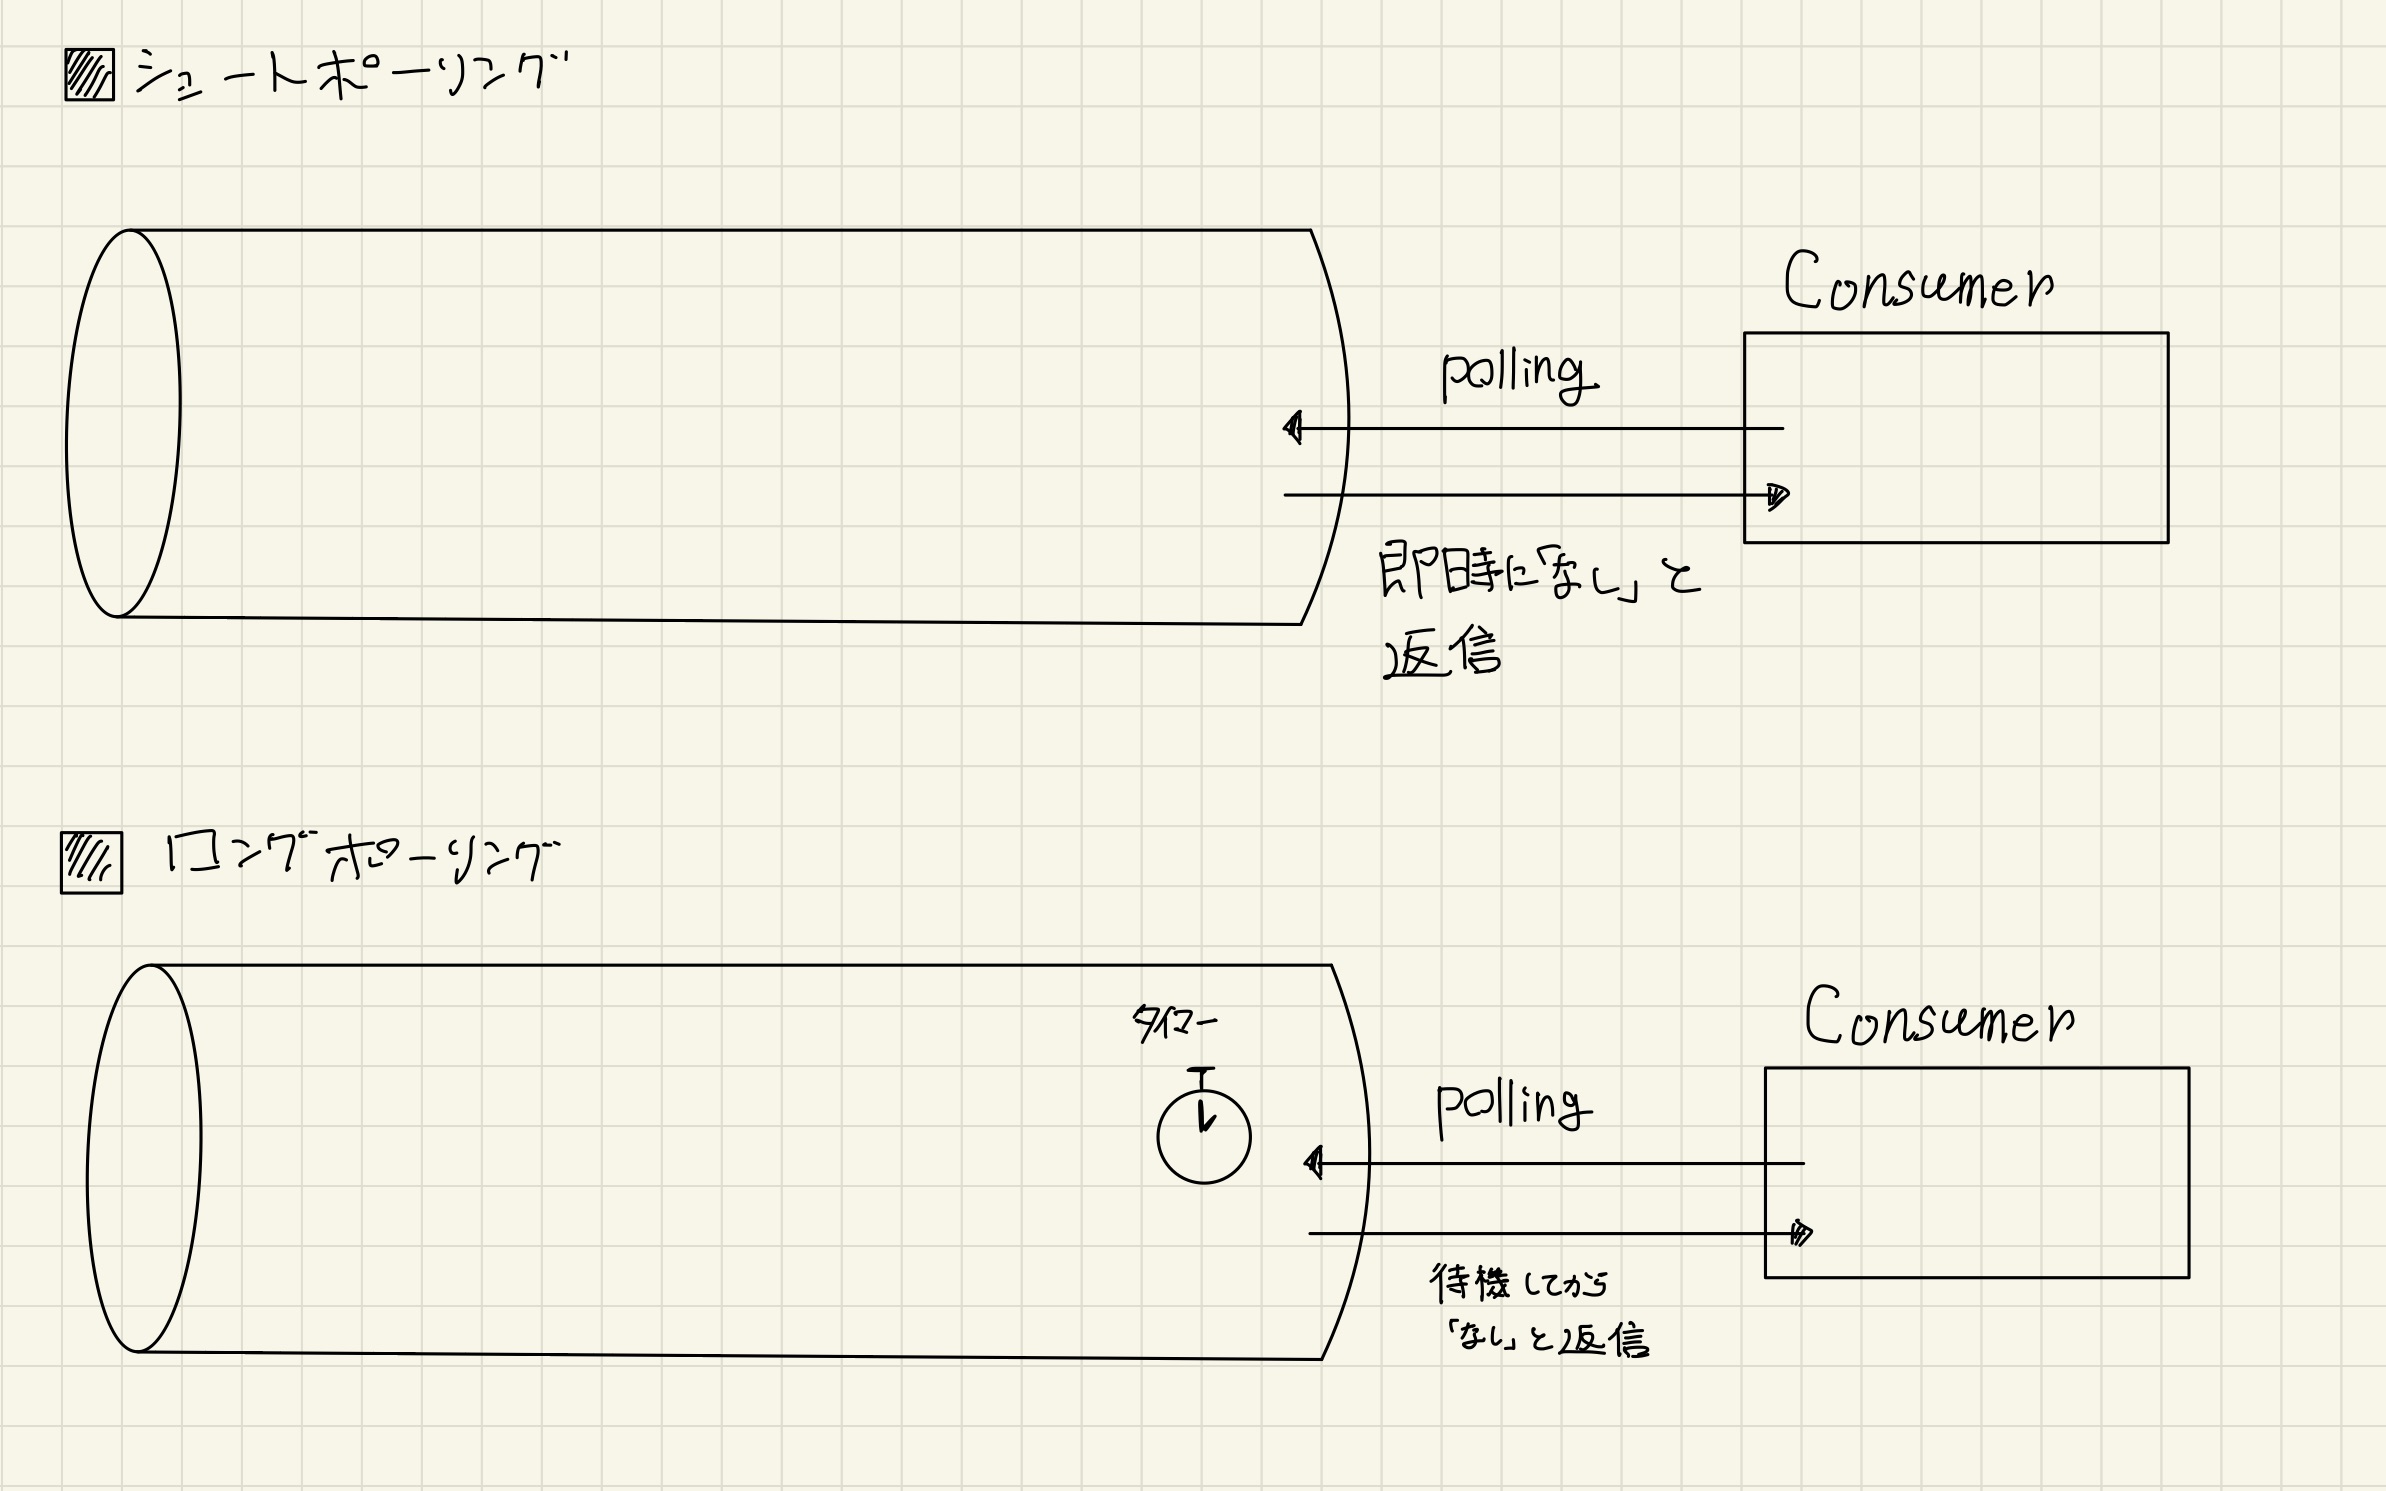 シュートポーリング
Consumer
polling
即時に「なし」と
返信
ロングポーリング
タイマー
Consumer
polling
待機してから
「なし」と返信